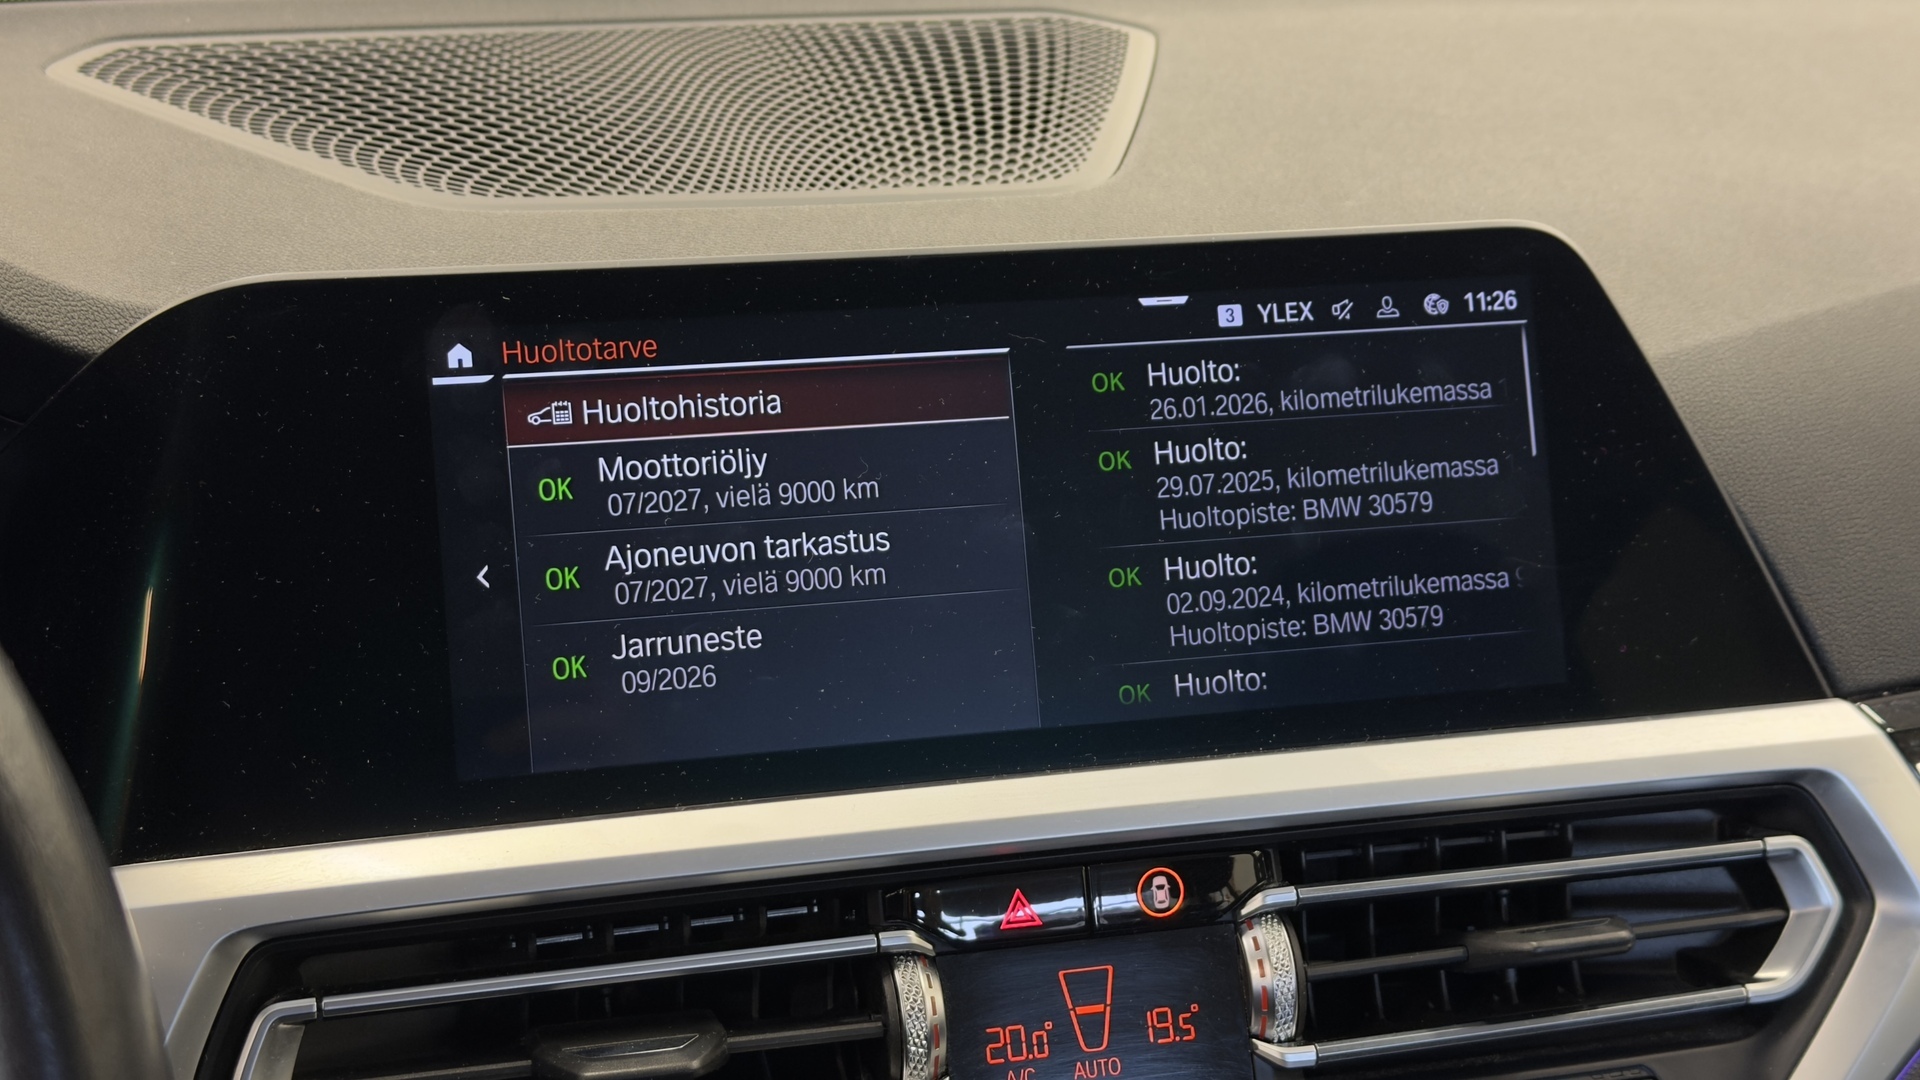 3 YLEX 11:26
Huoltotarve
Huoltohistoria
OK Moottoriöljy
07/2027, vielä 9000 km
OK Ajoneuvon tarkastus
07/2027, vielä 9000 km
OK Jarruneste
09/2026
OK Huolto:
26.01.2026, kilometrilukemassa
OK Huolto:
29.07.2025, kilometrilukemassa
Huoltopiste: BMW 30579
OK Huolto:
02.09.2024, kilometrilukemassa
Huoltopiste: BMW 30579
OK Huolto:
20.0° 19.5°
A/C AUTO